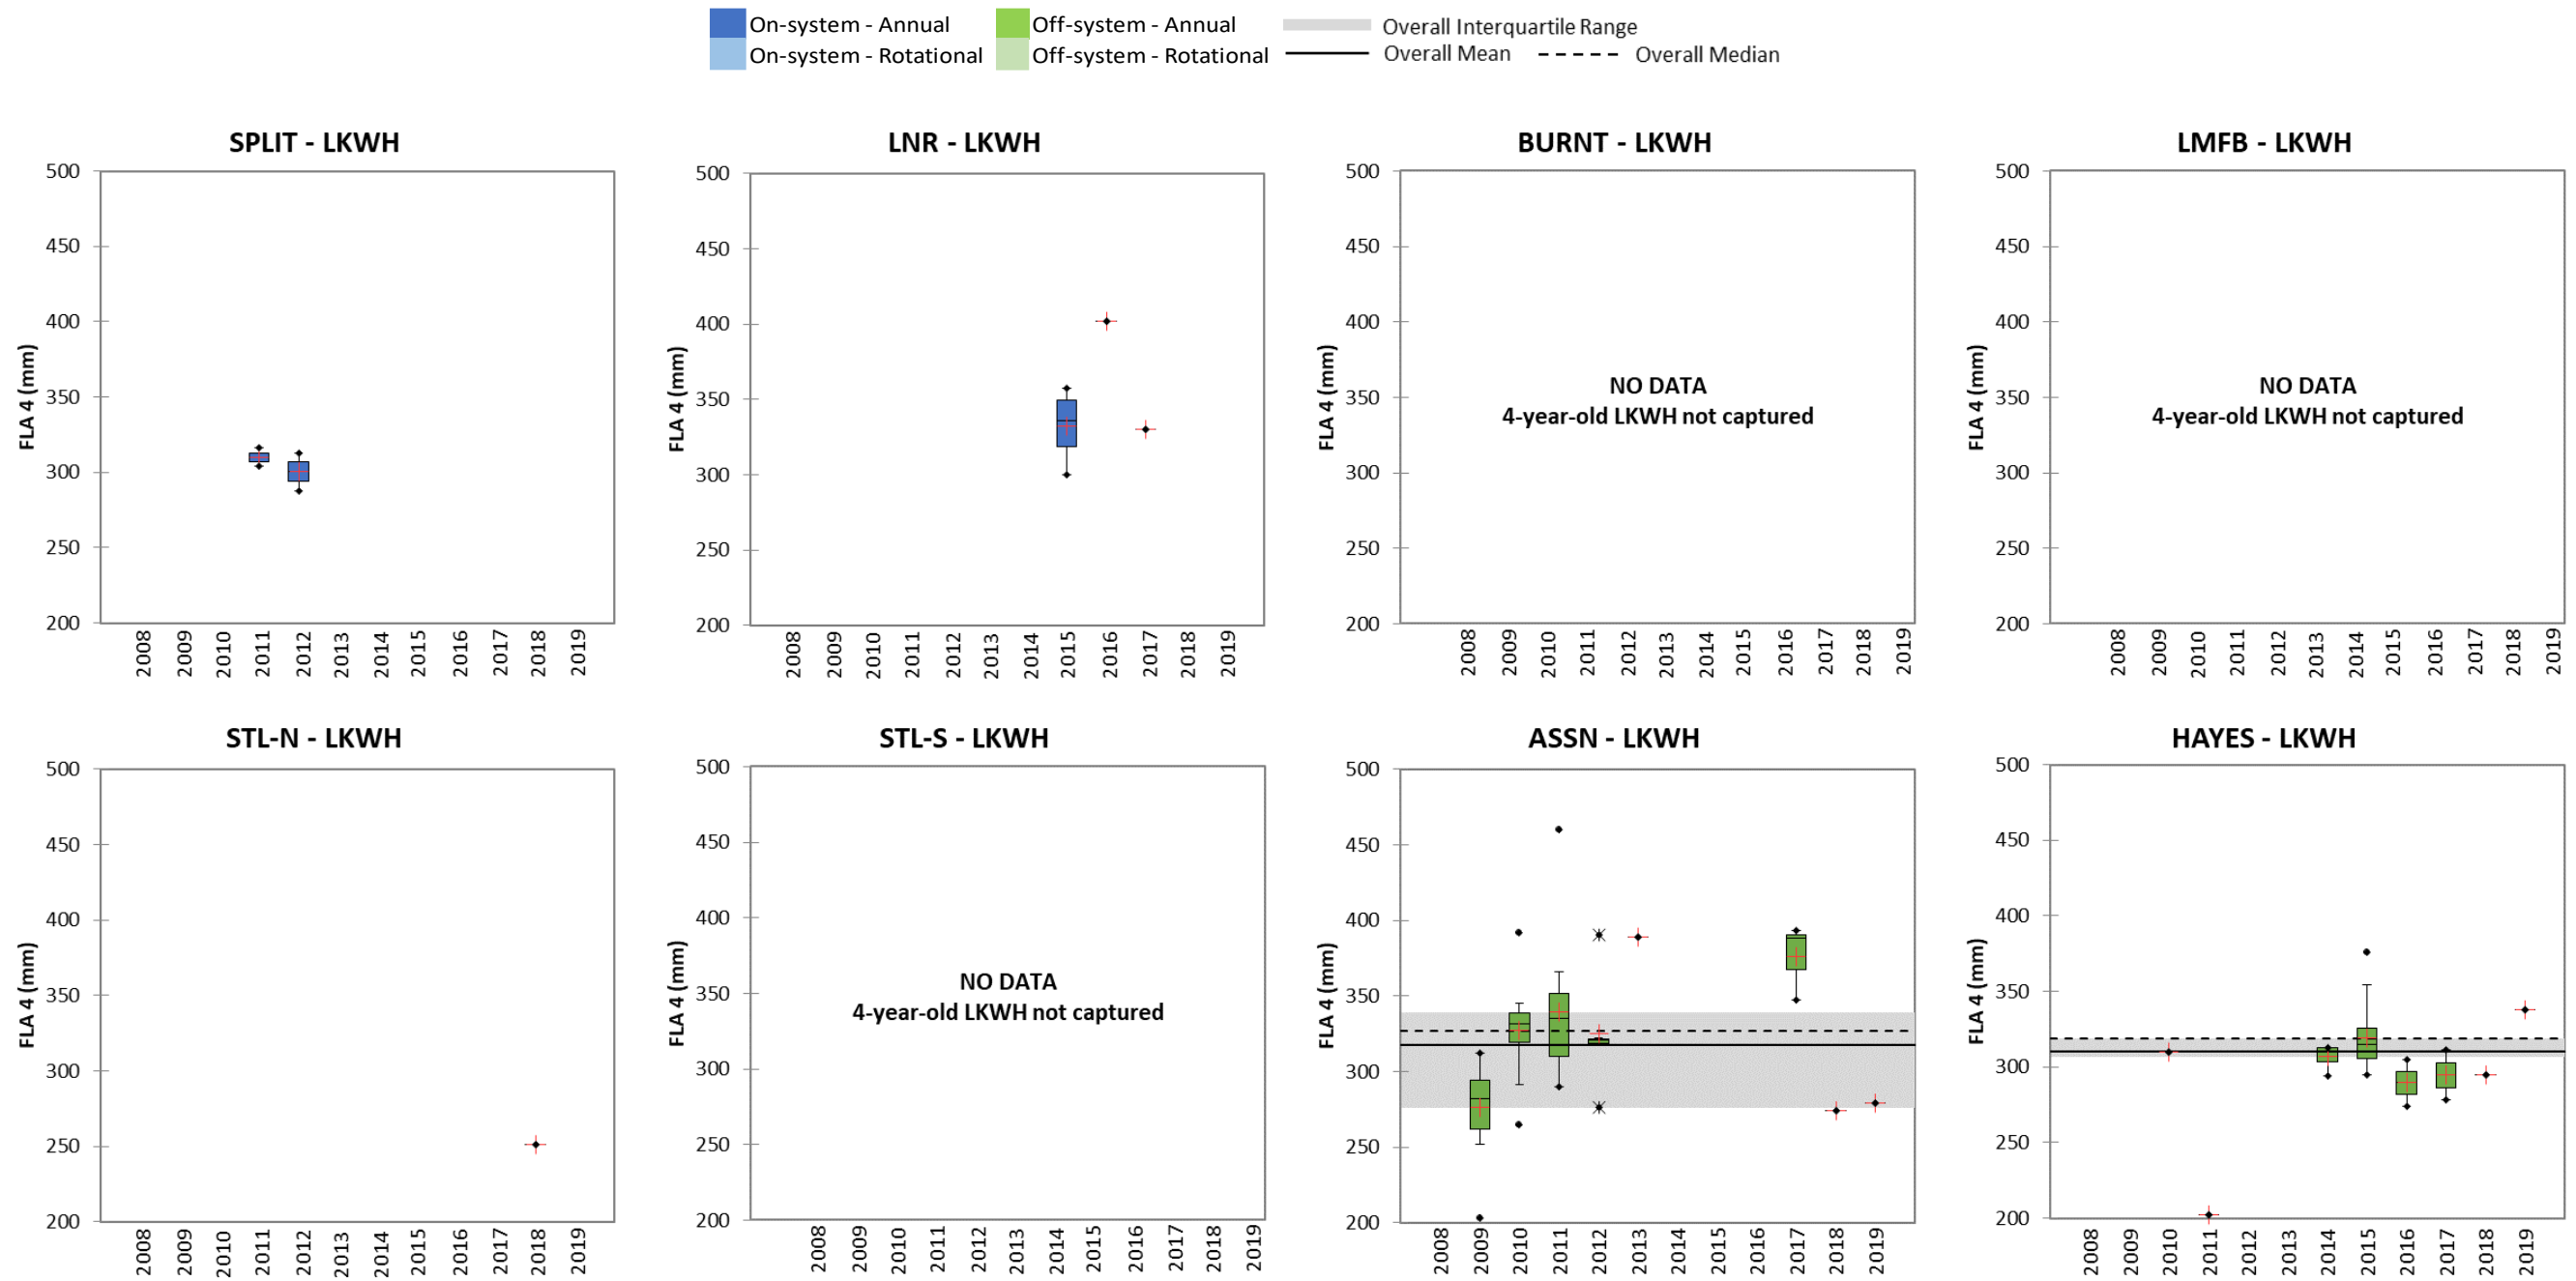 On-system - Annual
Off-system - Annual
Overall Interquartile Range
On-system - Rotational
Off-system - Rotational
Overall Mean
Overall Median
SPLIT - LKWH
FLA 4 (mm)
500
450
400
350
300
250
200
2008 2009 2010 2011 2012 2013 2014 2015 2016 2017 2018 2019
LNR - LKWH
FLA 4 (mm)
500
450
400
350
300
250
200
2008 2009 2010 2011 2012 2013 2014 2015 2016 2017 2018 2019
BURNT - LKWH
FLA 4 (mm)
500
450
400
350
300
250
200
NO DATA
4-year-old LKWH not captured
2008 2009 2010 2011 2012 2013 2014 2015 2016 2017 2018 2019
LMFB - LKWH
FLA 4 (mm)
500
450
400
350
300
250
200
NO DATA
4-year-old LKWH not captured
2008 2009 2010 2011 2012 2013 2014 2015 2016 2017 2018 2019
STL-N - LKWH
FLA 4 (mm)
500
450
400
350
300
250
200
2008 2009 2010 2011 2012 2013 2014 2015 2016 2017 2018 2019
STL-S - LKWH
FLA 4 (mm)
500
450
400
350
300
250
200
NO DATA
4-year-old LKWH not captured
2008 2009 2010 2011 2012 2013 2014 2015 2016 2017 2018 2019
ASSN - LKWH
FLA 4 (mm)
500
450
400
350
300
250
200
2008 2009 2010 2011 2012 2013 2014 2015 2016 2017 2018 2019
HAYES - LKWH
FLA 4 (mm)
500
450
400
350
300
250
200
2008 2009 2010 2011 2012 2013 2014 2015 2016 2017 2018 2019